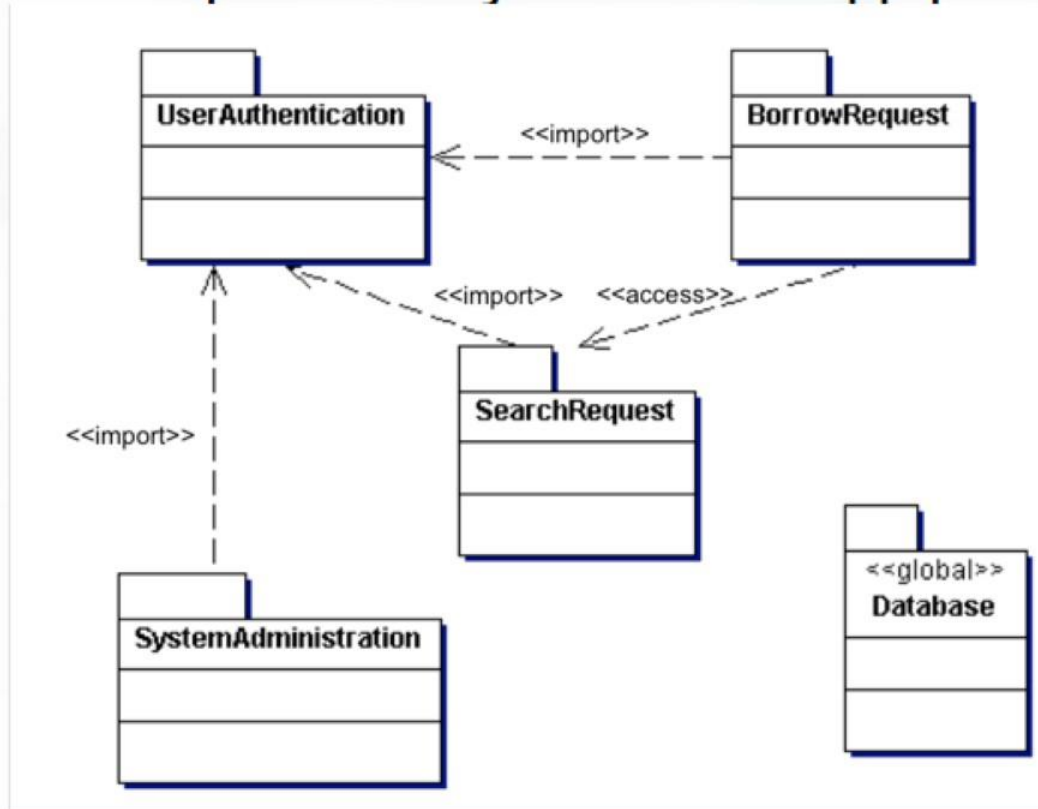 UserAuthentication
BorrowRequest
<<import>>
<<import>>
<<access>>
SearchRequest
<<import>>
<<global>>
Database
SystemAdministration